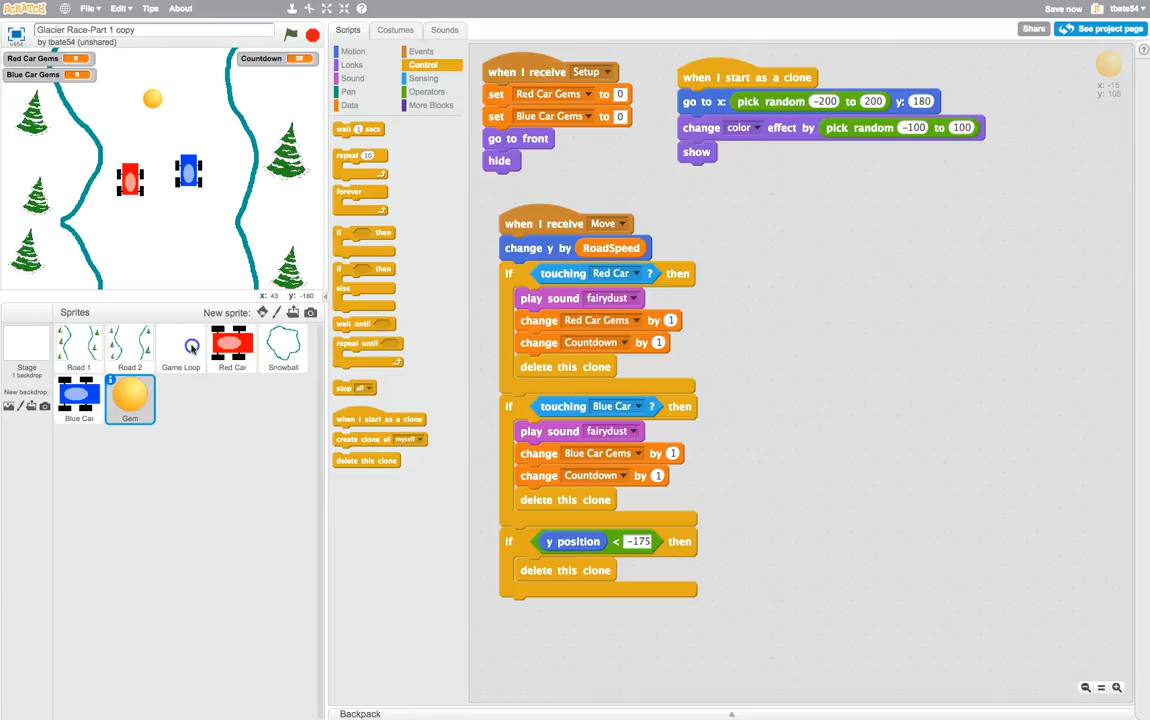 SCRATCH File Edit Tips About Save now tbate54
Glacier Race-Part 1 copy
by tbate54 (unshared)
v454
Share See project page
Red Car Gems 0
Blue Car Gems
Countdown 20
x: 43 y: -180
Sprites New sprite:
Stage
1 backdrop
New backdrop:
Road 1 Road 2 Game Loop Red Car Snowball
Blue Car Gem
Scripts Costumes Sounds
Motion Events
Looks Control
Sound Sensing
Pen Operators
Data More Blocks
wait 1 secs
repeat 10
forever
if then
if then
else
wait until
repeat until
stop all
when I start as a clone
create clone of myself
delete this clone
when I receive Setup
set Red Car Gems to 0
set Blue Car Gems to 0
go to front
hide
when I start as a clone
go to x: pick random -200 to 200 y: 180
change color effect by pick random -100 to 100
show
x: -15
y: 105
when I receive Move
change y by RoadSpeed
if touching Red Car ? then
play sound fairydust
change Red Car Gems by 1
change Countdown by 1
delete this clone
if touching Blue Car ? then
play sound fairydust
change Blue Car Gems by 1
change Countdown by 1
delete this clone
if y position < -175 then
delete this clone
Backpack